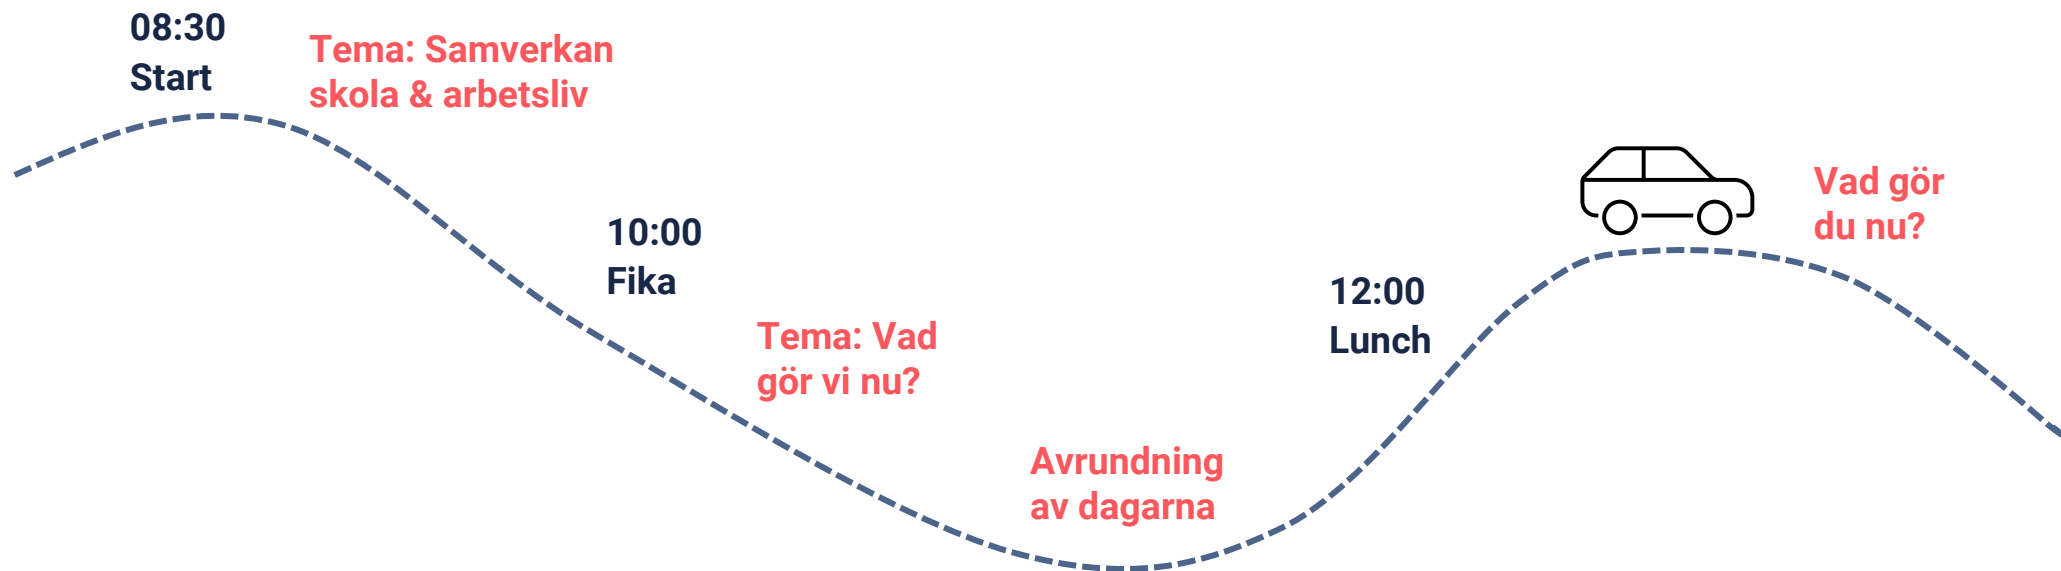 08:30
Start
Tema: Samverkan
skola & arbetsliv
10:00
Fika
Tema: Vad
gör vi nu?
Avrundning
av dagarna
12:00
Lunch
Vad gör
du nu?